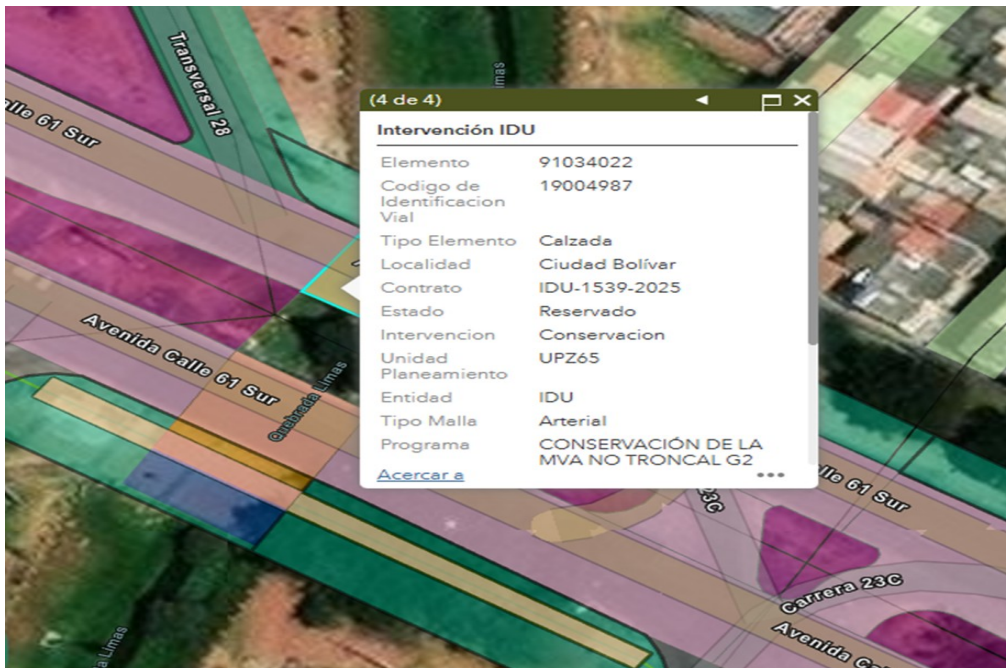 Transversal 28
Calle 61 Sur
(4 de 4)
Intervención IDU
Elemento 91034022
Codigo de
Identificacion
Vial 19004987
Tipo Elemento Calzada
Localidad Ciudad Bolívar
Contrato IDU-1539-2025
Estado Reservado
Intervencion Conservacion
Unidad
Planeamiento UPZ65
Entidad IDU
Tipo Malla Arterial
Programa CONSERVACIÓN DE LA
MVA NO TRONCAL G2
Acercar a
Avenida Calle 61 Sur
Quebrada Limas
Calle 61 Sur
23C
Carrera 23C
Avenida
Limas